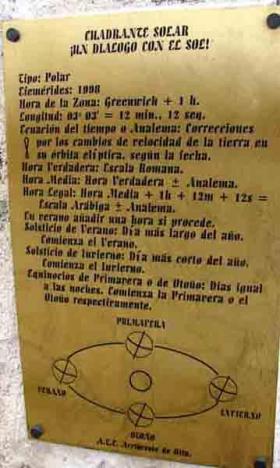 CUADRANTE SOLAR
¡UN DIALOGO CON EL SOL!
Tipo: Polar
Efemérides: 1998
Hora de la Zona: Greenwich + 1 h.
Longitud: 03º 03' = 12 min., 12 seg.
Ecuación del tiempo o Analema: Correcciones
por los cambios de velocidad de la tierra en
su órbita elíptica, según la fecha.
Hora Verdadera: Escala Romana.
Hora Media: Hora Verdadera ± Analema.
Hora Legal: Hora Media + 1h + 12m + 12s =
Escala Arábiga ± Analema.
En verano añadir una hora si procede.
Solsticio de Verano: Día más largo del año.
Comienza el Verano.
Solsticio de Invierno: Día más corto del año.
Comienza el Invierno.
Equinocios de Primavera o de Otoño: Días igual
a las noches. Comienza la Primavera o el
Otoño respectivamente.
PRIMAVERA
VERANO
INVIERNO
OTOÑO